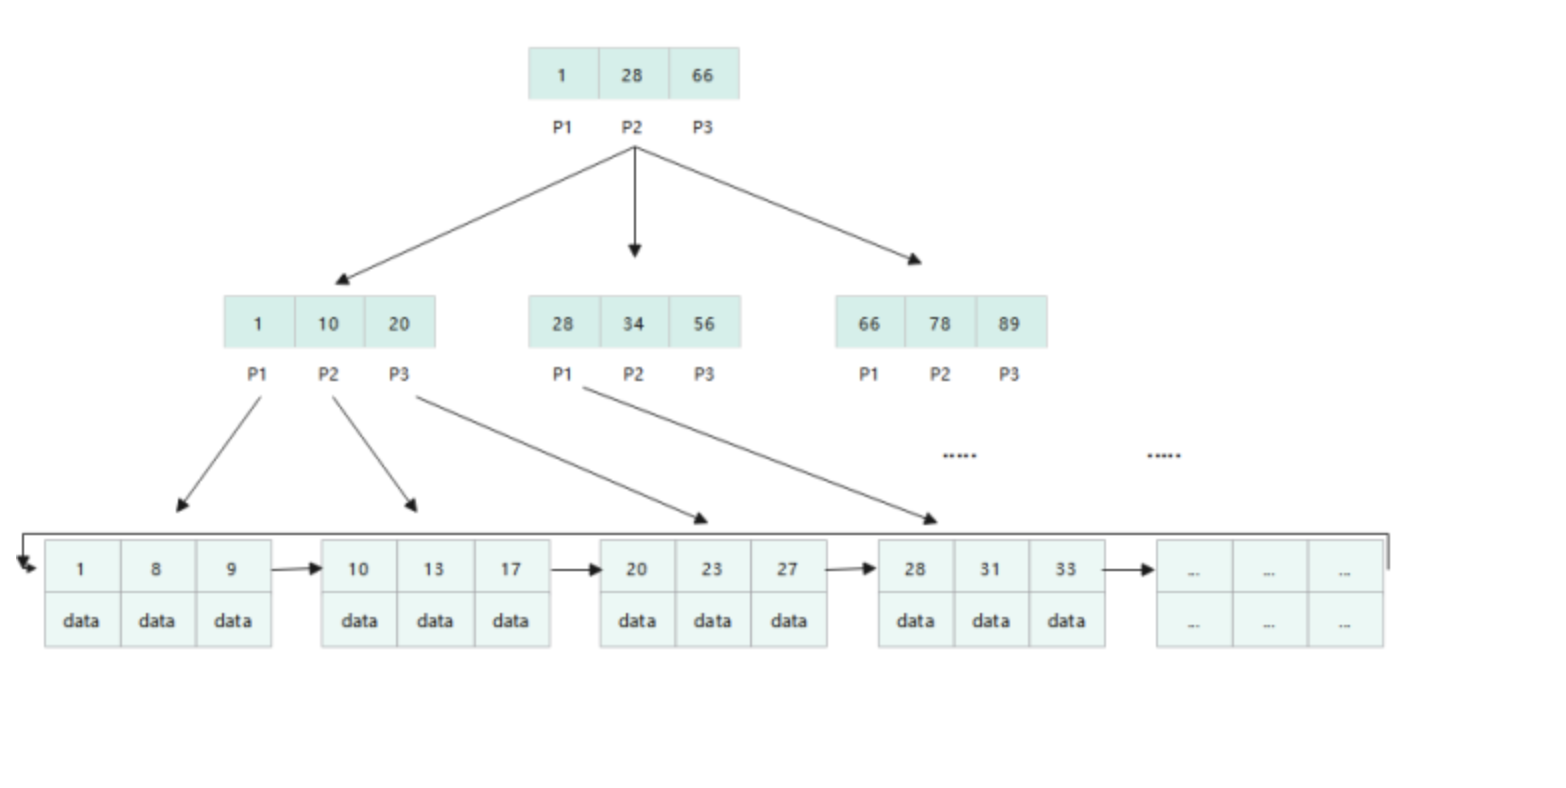 1 28 66
P1 P2 P3
1 10 20 28 34 56 66 78 89
P1 P2 P3 P1 P2 P3 P1 P2 P3
..... .....
1 8 9 10 13 17 20 23 27 28 31 33 ... ... ...
data data data data data data data data data data data data ... ... ...